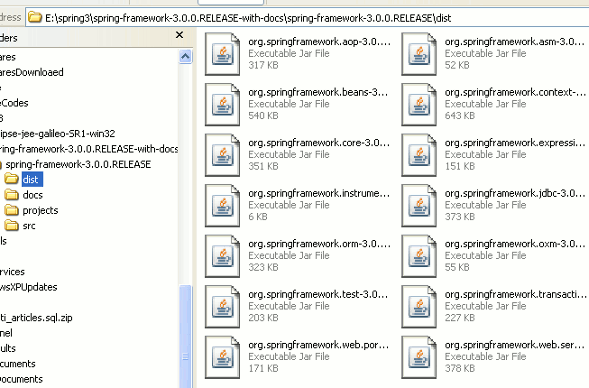 dress E:\spring3\spring-framework-3.0.0.RELEASE-with-docs\spring-framework-3.0.0.RELEASE\dist
ders
ares
aresDownloaed
e
eCodes
3
lipse-jee-galileo-SR1-win32
ring-framework-3.0.0.RELEASE-with-docs
spring-framework-3.0.0.RELEASE
dist
docs
projects
src
ls
ervices
wsXPUpdates
ti_articles.sql.zip
nel
ults
ocuments
Documents
org.springframework.aop-3.0....
Executable Jar File
317 KB
org.springframework.asm-3....
Executable Jar File
52 KB
org.springframework.beans-3...
Executable Jar File
540 KB
org.springframework.context-...
Executable Jar File
643 KB
org.springframework.core-3.0...
Executable Jar File
351 KB
org.springframework.expressi...
Executable Jar File
151 KB
org.springframework.instrume...
Executable Jar File
6 KB
org.springframework.jdbc-3.0...
Executable Jar File
373 KB
org.springframework.orm-3.0....
Executable Jar File
323 KB
org.springframework.oxm-3.0...
Executable Jar File
55 KB
org.springframework.test-3.0...
Executable Jar File
203 KB
org.springframework.transacti...
Executable Jar File
227 KB
org.springframework.web.por...
Executable Jar File
171 KB
org.springframework.web.ser...
Executable Jar File
378 KB